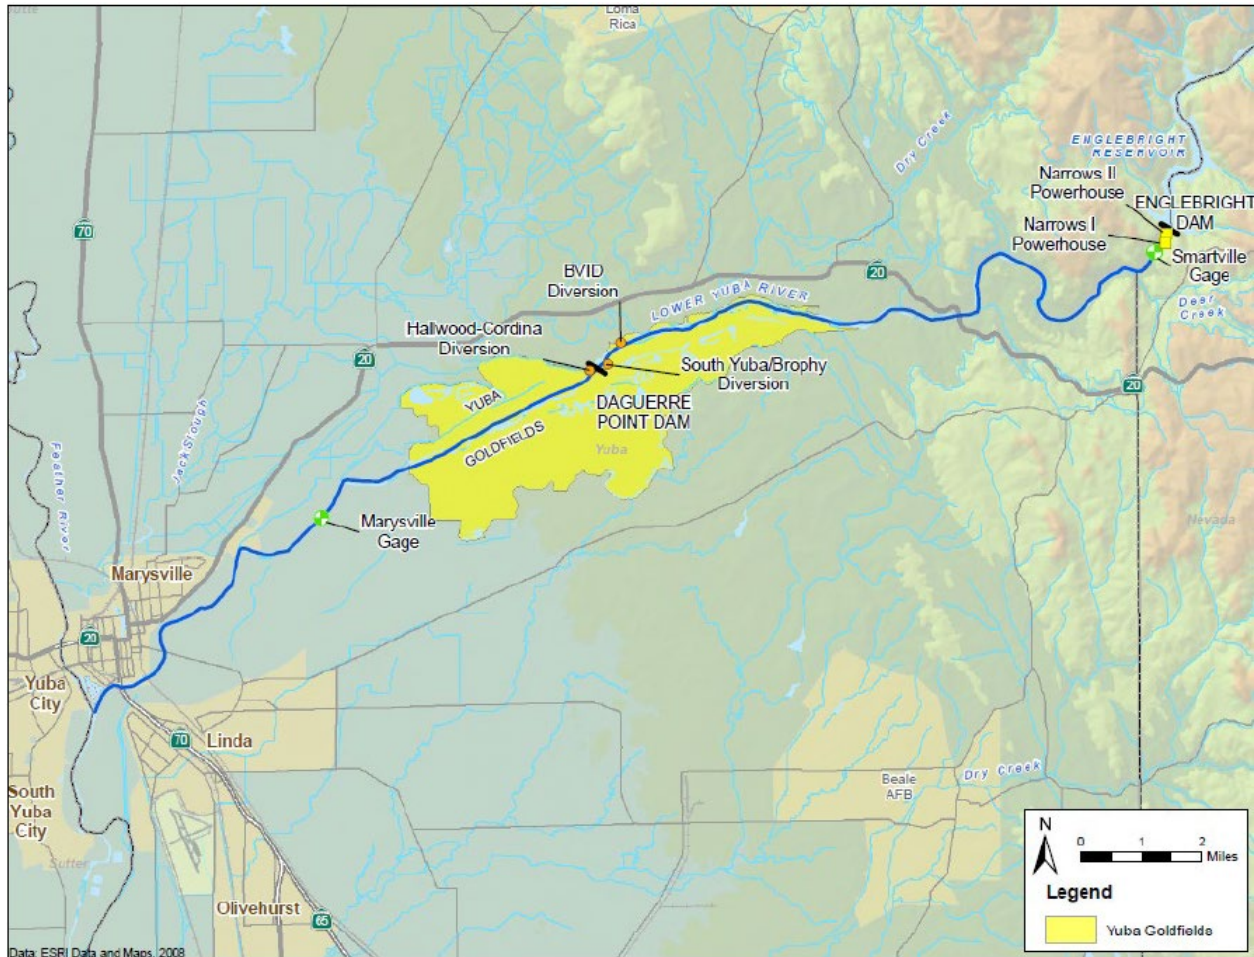 Butte
Loma
Rica
70
Dry Creek
ENGLEBRIGHT
RESERVOIR
Narrows II
Powerhouse
ENGLEBRIGHT
DAM
Narrows I
Powerhouse
Smartville
Gage
20
Deer
Creek
BVID
Diversion
LOWER YUBA RIVER
Hallwood-Cordina
Diversion
South Yuba/Brophy
Diversion
20
20
YUBA
GOLDFIELDS
DAGUERRE
POINT DAM
Yuba
Jack Slough
Feather River
Marysville
Gage
Nevada
Marysville
20
Yuba
City
70
Linda
South
Yuba
City
Sutter
Beale
AFB
Dry Creek
Olivehurst
65
N
0 1 2
Miles
Legend
Yuba Goldfields
Data: ESRI Data and Maps, 2008